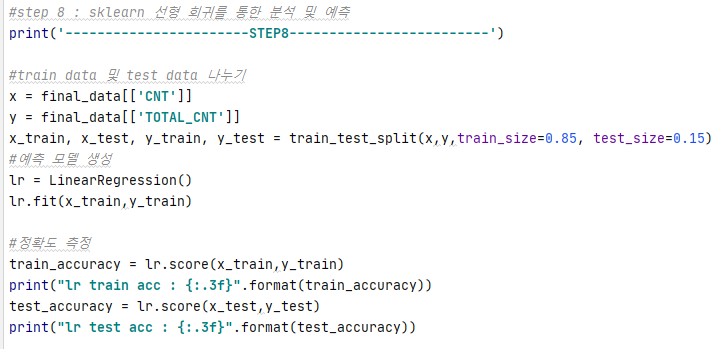 #step 8 : sklearn 선형 회귀를 통한 분석 및 예측
print('-----------------------STEP8-------------------------')
#train data 및 test data 나누기
x = final_data[['CNT']]
y = final_data[['TOTAL_CNT']]
x_train, x_test, y_train, y_test = train_test_split(x,y,train_size=0.85, test_size=0.15)
#예측 모델 생성
lr = LinearRegression()
lr.fit(x_train,y_train)
#정확도 측정
train_accuracy = lr.score(x_train,y_train)
print("lr train acc : {:.3f}".format(train_accuracy))
test_accuracy = lr.score(x_test,y_test)
print("lr test acc : {:.3f}".format(test_accuracy))